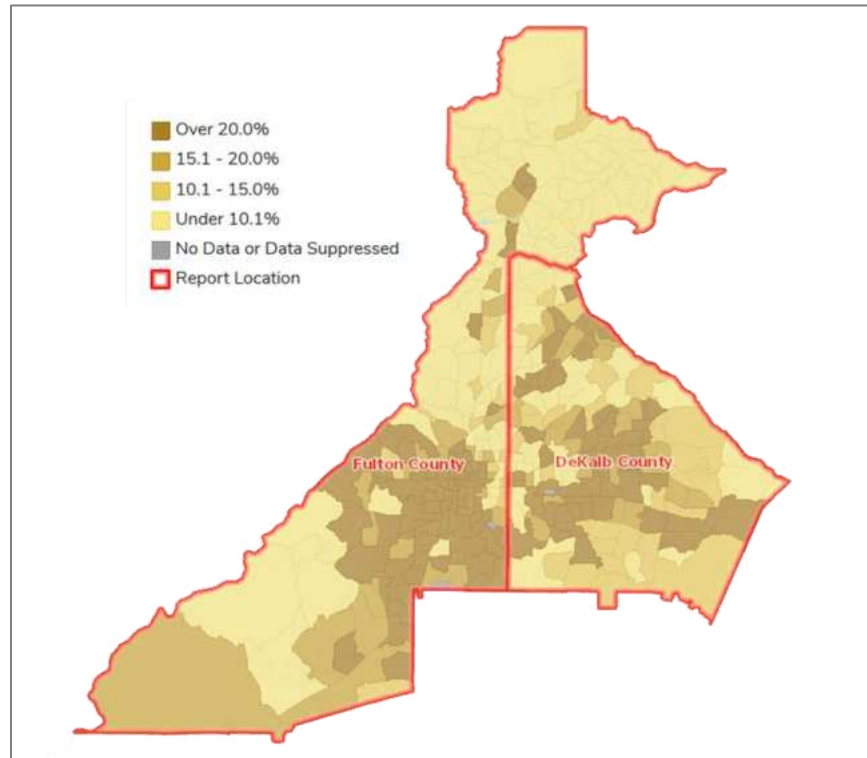 Over 20.0%
15.1 - 20.0%
10.1 - 15.0%
Under 10.1%
No Data or Data Suppressed
Report Location
Fulton County
DeKalb County